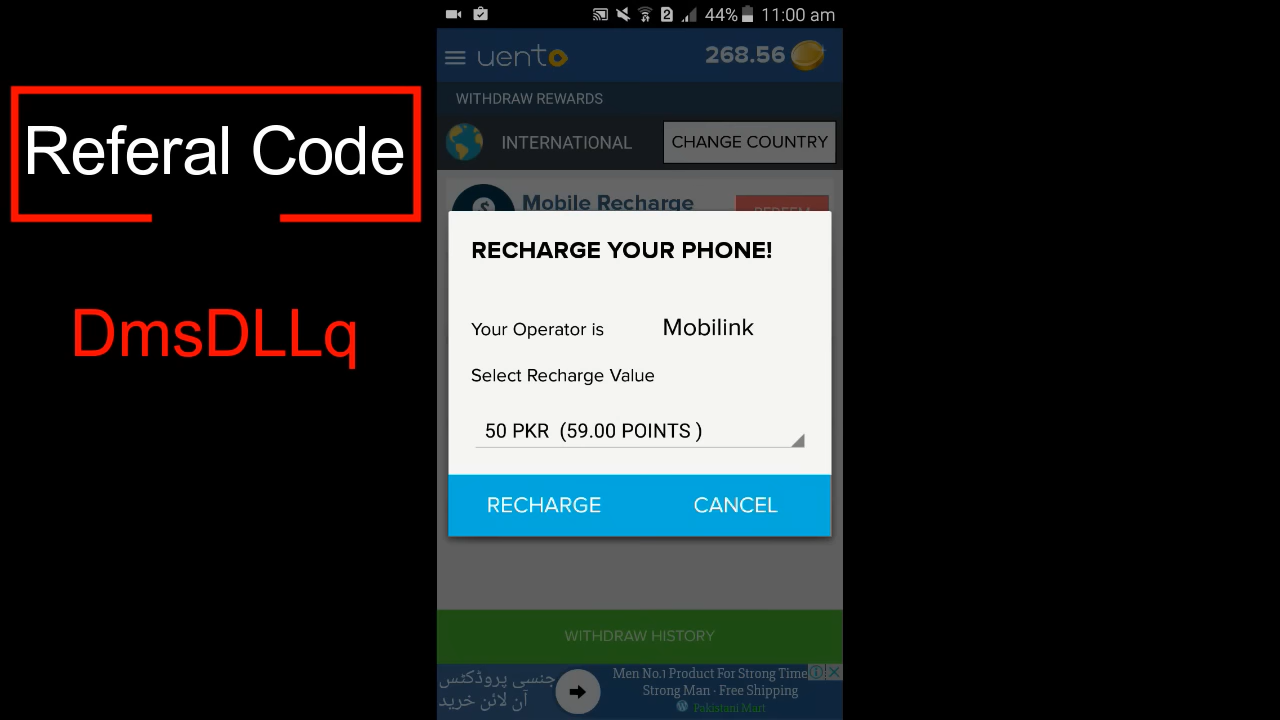 Referal Code
DmsDLLq
2 44% 11:00 am
uento 268.56
WITHDRAW REWARDS
INTERNATIONAL CHANGE COUNTRY
Mobile Recharge
REDEEM
RECHARGE YOUR PHONE!
Your Operator is Mobilink
Select Recharge Value
50 PKR (59.00 POINTS )
RECHARGE CANCEL
WITHDRAW HISTORY
جنسی پروڈکٹس
آن لائن خرید
Men No.1 Product For Strong Time
Strong Man - Free Shipping
Pakistani Mart